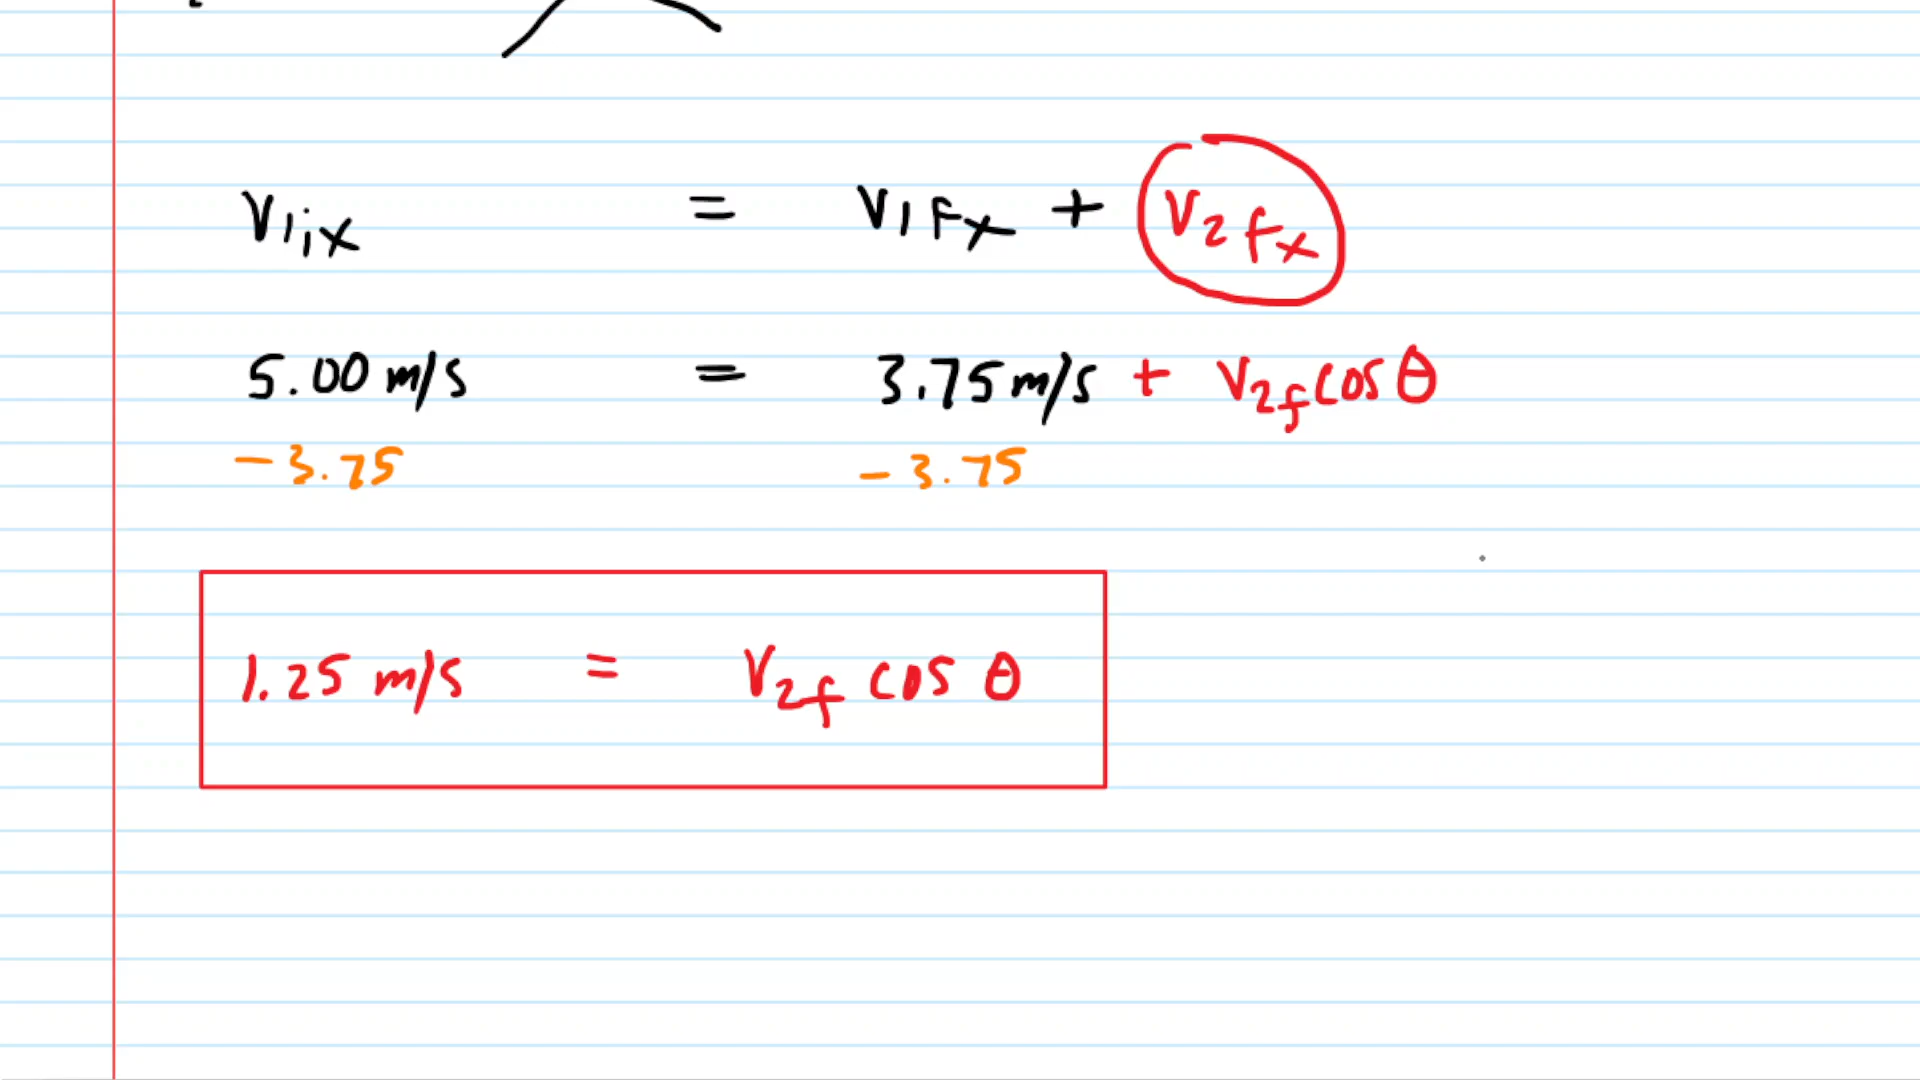 v₁ᵢₓ = v₁fₓ + v₂fₓ
5.00 m/s = 3.75 m/s + v₂f cos θ
-3.75 -3.75
1.25 m/s = v₂f cos θ